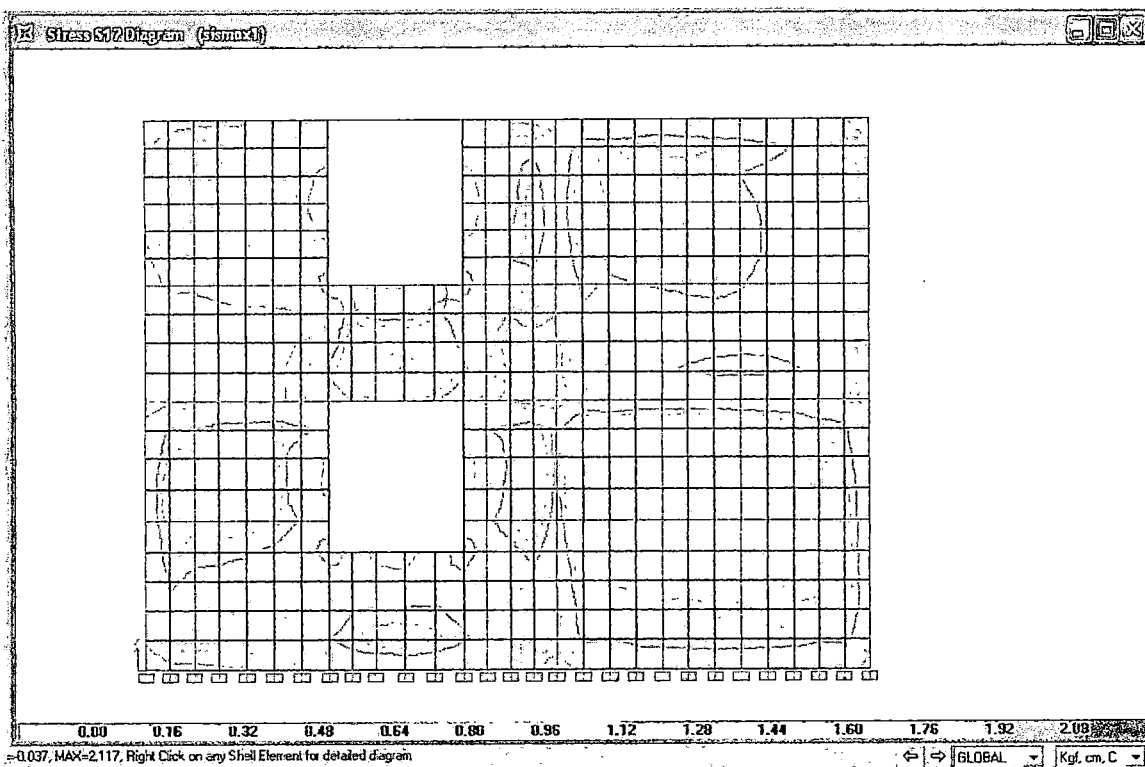 Stress S12 Diagram (sismax1)
0.00 0.16 0.32 0.48 0.64 0.80 0.96 1.12 1.28 1.44 1.60 1.76 1.92 2.08
=-0.037, MAX=2.117, Right Click on any Shell Element for detailed diagram
GLOBAL
Kgf, cm, C